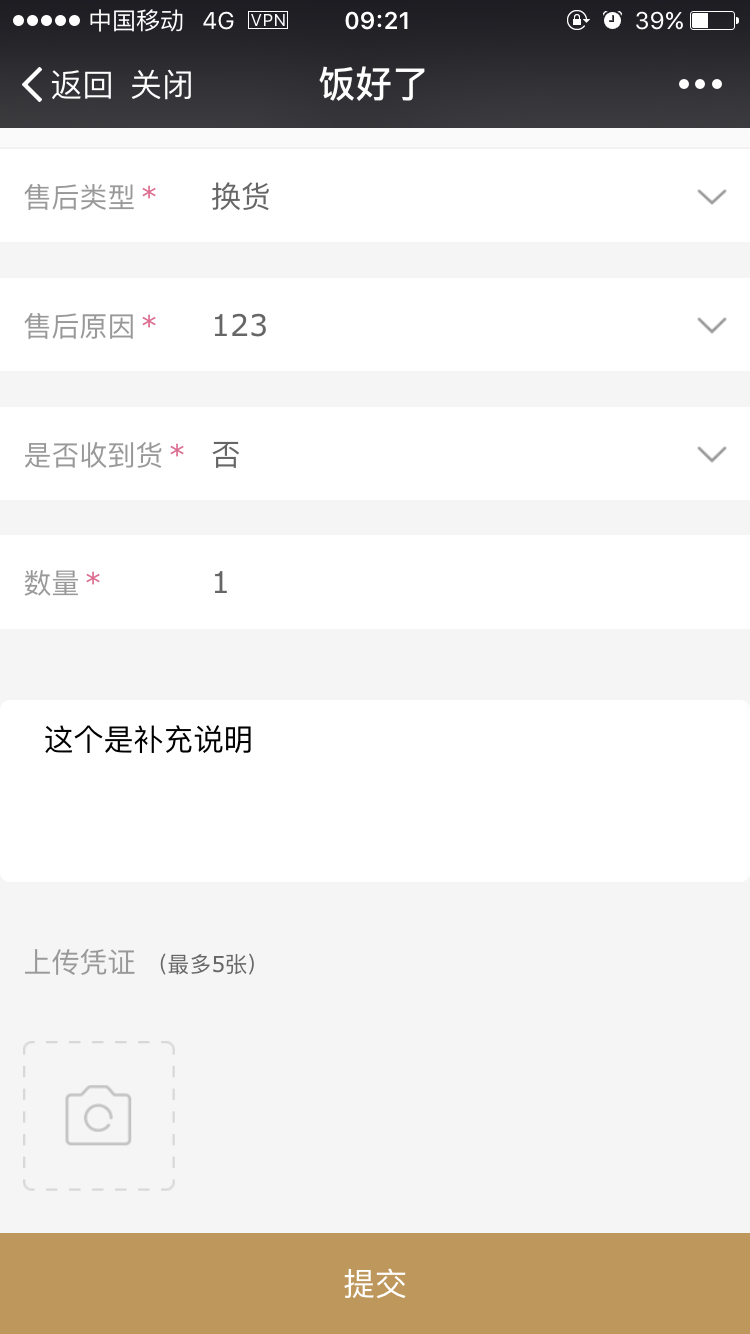 中国移动 4G VPN 09:21 39%
返回 关闭 饭好了
售后类型* 换货
售后原因* 123
是否收到货* 否
数量* 1
这个是补充说明
上传凭证 (最多5张)
提交